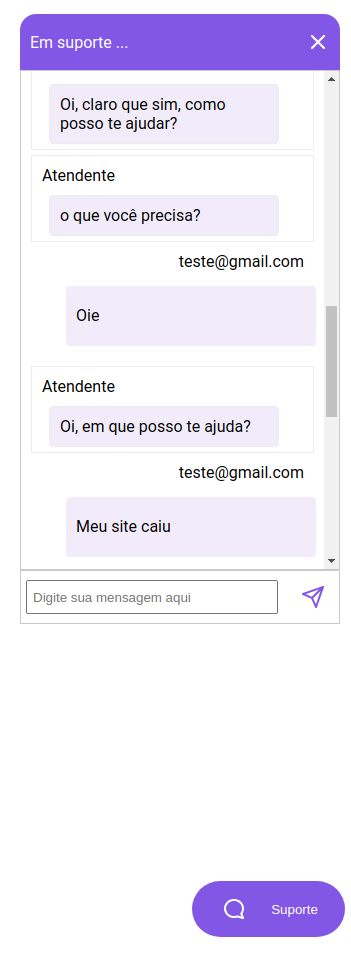 Em suporte ...
Oi, claro que sim, como
posso te ajudar?
Atendente
o que você precisa?
teste@gmail.com
Oie
Atendente
Oi, em que posso te ajuda?
teste@gmail.com
Meu site caiu
Digite sua mensagem aqui
Suporte